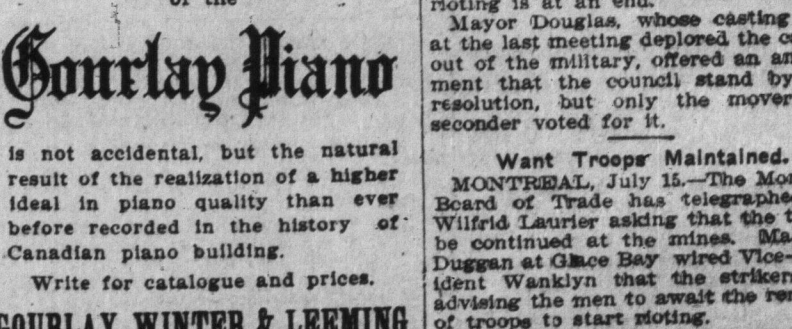 of the
Gourlay Piano
is not accidental, but the natural
result of the realization of a higher
ideal in piano quality than ever
before recorded in the history of
Canadian piano building.
Write for catalogue and prices.
GOURLAY, WINTER & LEEMING
rioting is at an end.
Mayor Douglas, whose casting
at the last meeting deplored the
out of the military, offered an
ment that the council stand by
resolution, but only the mover
seconder voted for it.
Want Troops Maintained.
MONTREAL, July 15.—The
Board of Trade has
Wilfrid Laurier asking that the
be continued at the mines.
Duggan at Glace Bay wired Vice-
ident Wanklyn that the
advising the men to await the
of troops to start rioting.